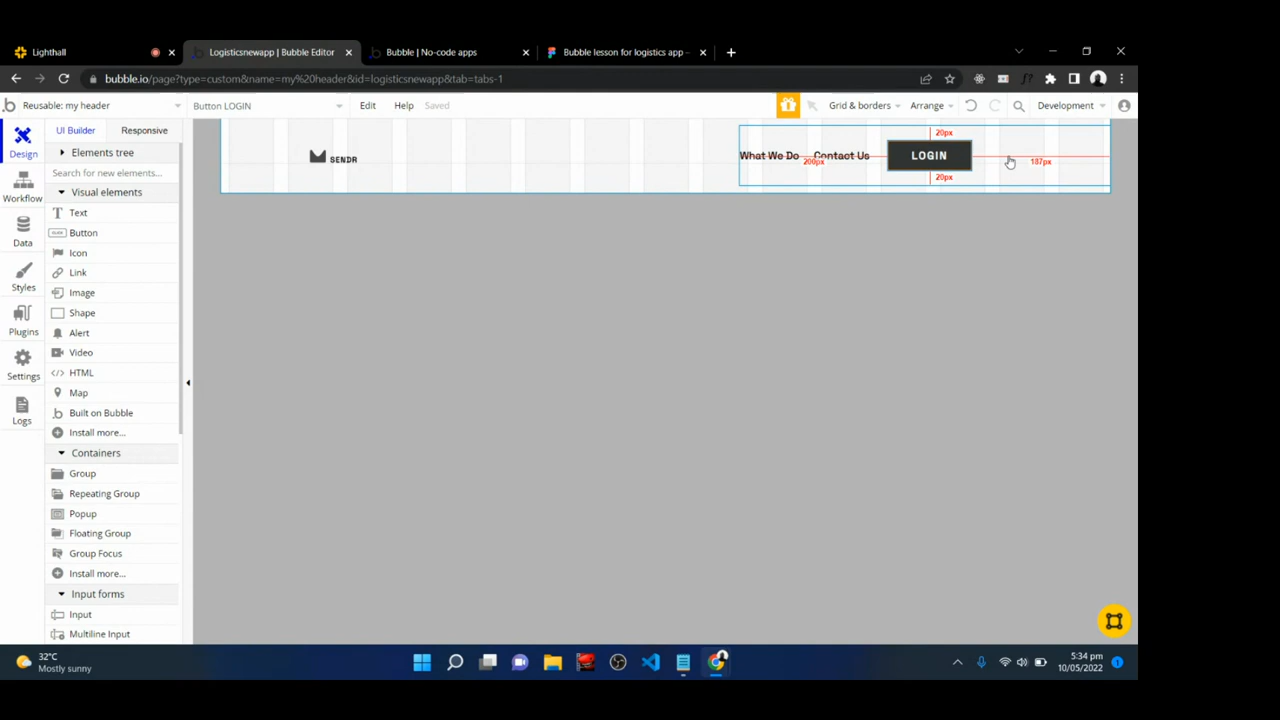 Lighthall
Logisticsnewapp | Bubble Editor
Bubble | No-code apps
Bubble lesson for logistics app -
bubble.io/page?type=custom&name=my%20header&id=logisticsnewapp&tab=tabs-1
Reusable: my header
Button LOGIN
Edit
Help
Saved
Grid & borders
Arrange
Development
Design
Workflow
Data
Styles
Plugins
Settings
Logs
UI Builder
Responsive
Elements tree
Search for new elements...
Visual elements
Text
Button
Icon
Link
Image
Shape
Alert
Video
</> HTML
Map
Built on Bubble
Install more...
Containers
Group
Repeating Group
Popup
Floating Group
Group Focus
Install more...
Input forms
Input
Multiline Input
SENDR
What We Do
Contact Us
LOGIN
20px
200px
187px
20px
32°C
Mostly sunny
5:34 pm
10/05/2022